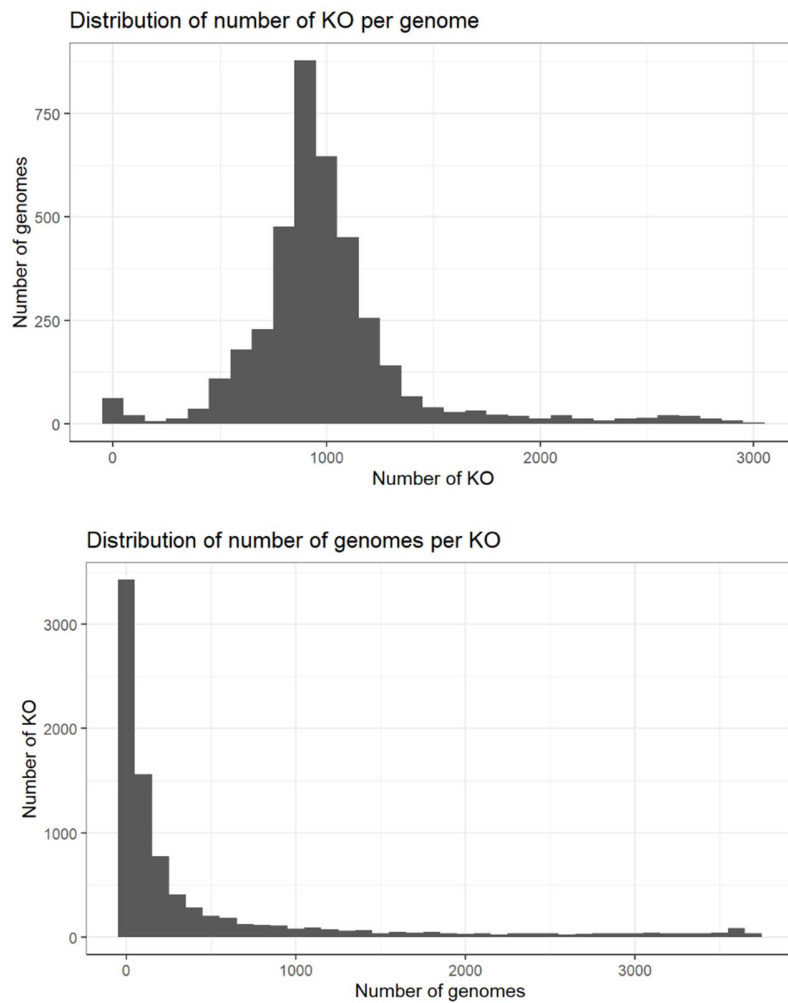 Distribution of number of KO per genome
Number of genomes
750
500
250
0
0 1000 2000 3000
Number of KO
Distribution of number of genomes per KO
Number of KO
3000
2000
1000
0
0 1000 2000 3000
Number of genomes